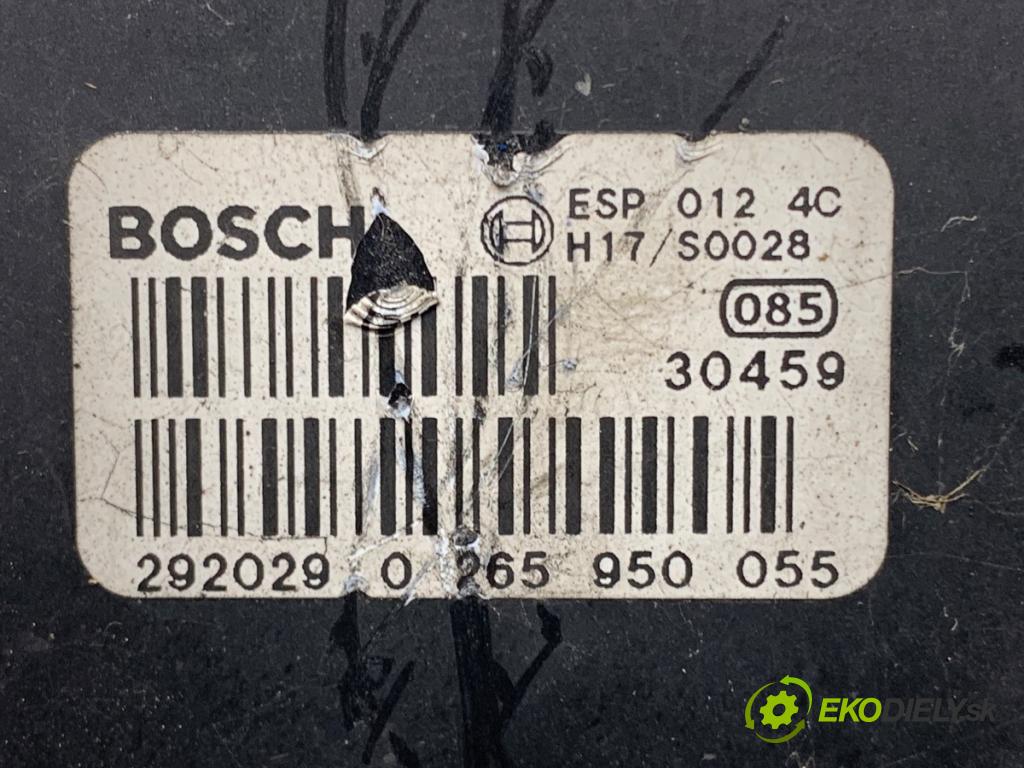 BOSCH
ESP 012 4C
H17/S0028
085
30459
292029 0 265 950 055
EKODIELY.sk